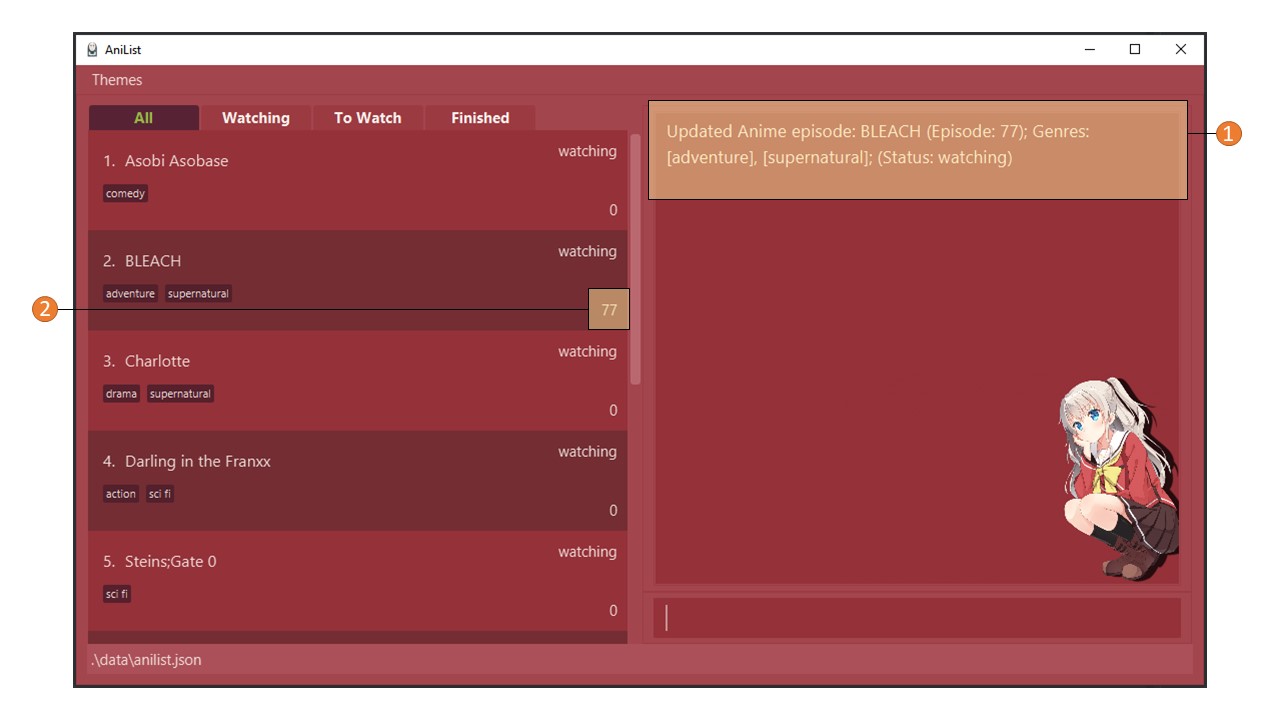 AniList
Themes
All Watching To Watch Finished
1. Asobi Asobase watching
comedy
0
2. BLEACH watching
adventure supernatural
77
3. Charlotte watching
drama supernatural
0
4. Darling in the Franxx watching
action sci fi
0
5. Steins;Gate 0 watching
sci fi
0
Updated Anime episode: BLEACH (Episode: 77); Genres:
[adventure], [supernatural]; (Status: watching)
1
2
.\data\anilist.json